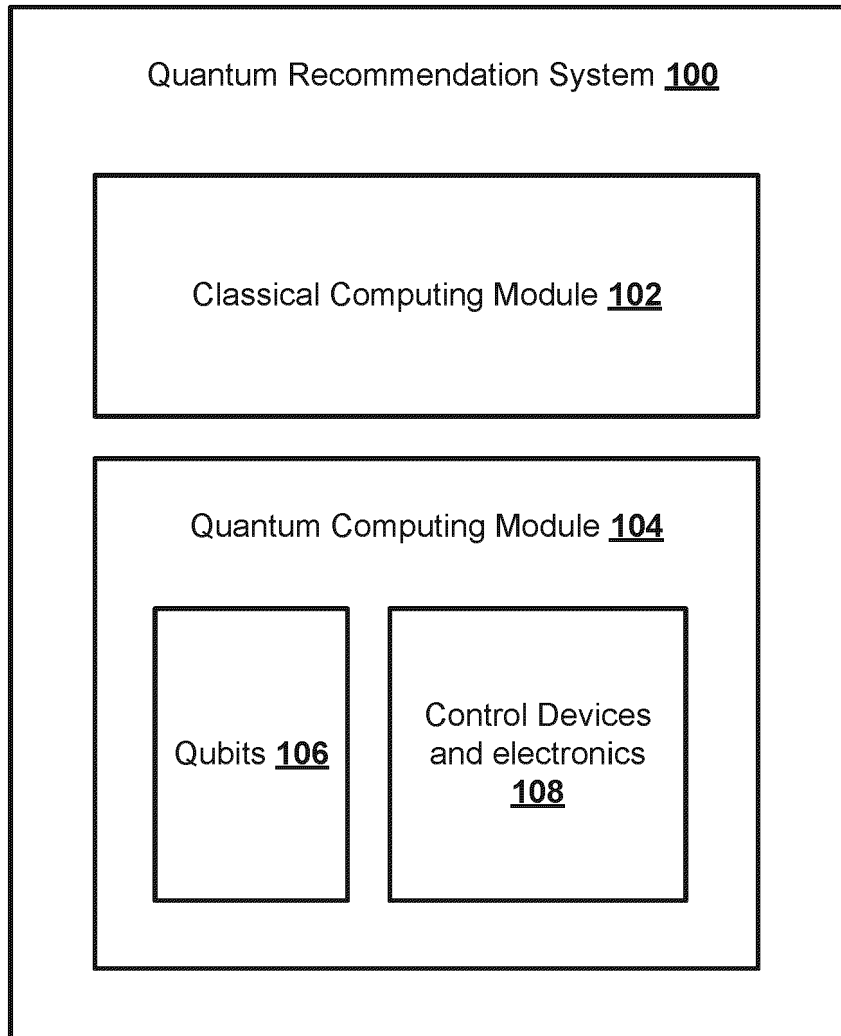 Quantum Recommendation System 100
Classical Computing Module 102
Quantum Computing Module 104
Qubits 106
Control Devices
and electronics
108